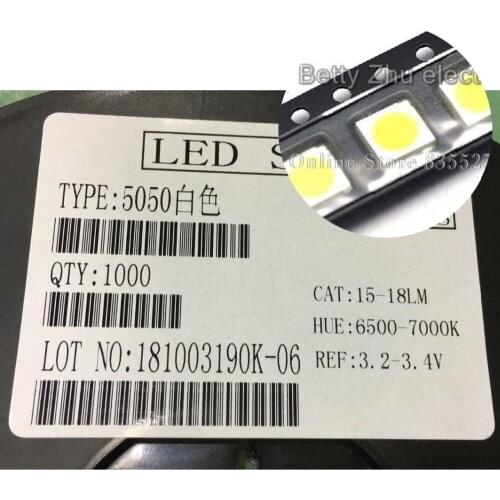 Betty Zhu elect
Online Store 835527
LED S
TYPE:5050白色
QTY:1000
CAT:15-18LM
HUE:6500-7000K
LOT NO:181003190K-06
REF:3.2-3.4V